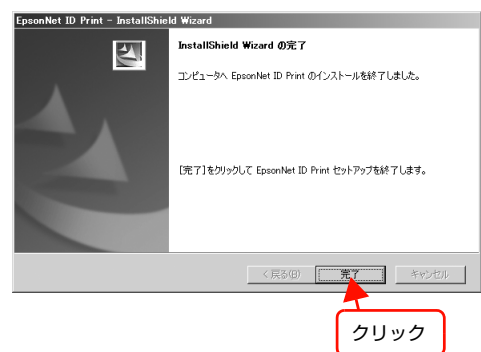 EpsonNet ID Print - InstallShield Wizard
InstallShield Wizard の完了
コンピュータへ EpsonNet ID Print のインストールを終了しました。
[完了]をクリックして EpsonNet ID Print セットアップを終了します。
< 戻る(B) 完了 キャンセル
クリック